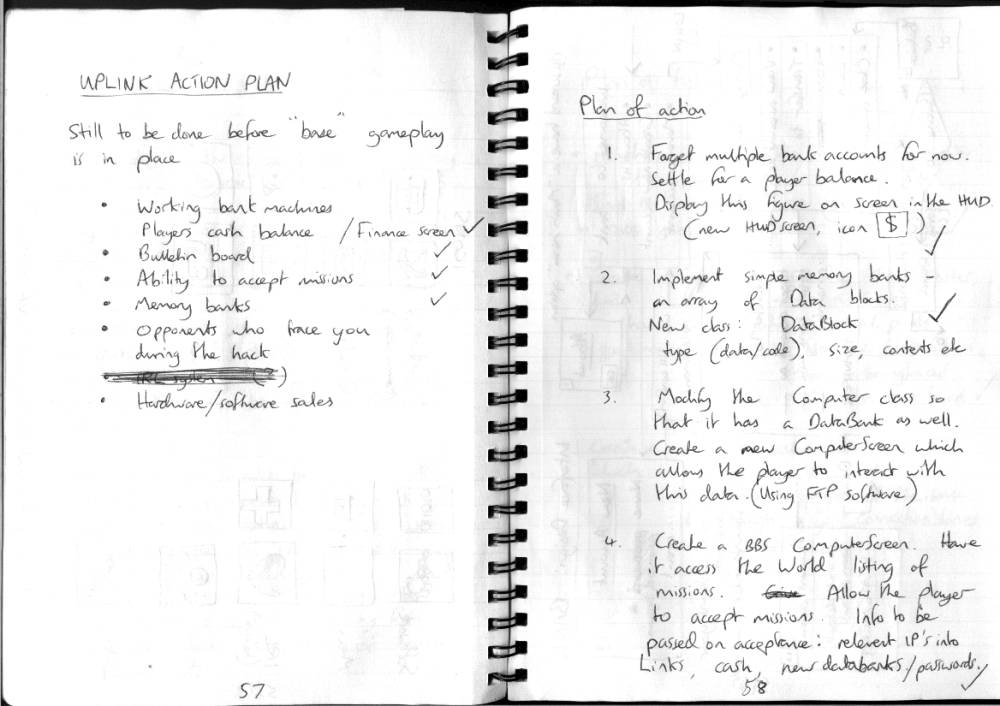 UPLINK ACTION PLAN
Still to be done before "base" gameplay
is in place
• Working bank machines
Players cash balance / Finance screen ✓
• Bulletin board ✓
• Ability to accept missions ✓
• Memory banks ✓
• Opponents who trace you
during the hack
• IRC system (?)
• Hardware/software sales
57
Plan of action
1. Forget multiple bank accounts for now.
Settle for a player balance.
Display this figure on screen in the HUD
(new HUDscreen, icon $) ✓
2. Implement simple memory banks –
an array of Data blocks.
New class: DataBlock ✓
type (data/code), size, contents etc
3. Modify the Computer class so
that it has a DataBank as well.
Create a new ComputerScreen which
allows the player to interact with
this data. (Using FTP software)
4. Create a BBS ComputerScreen. Have
it access the World listing of
missions. Allow the player
to accept missions. Info to be
passed on acceptance: relevent IP's into
Links, cash, new databanks/passwords. ✓
58